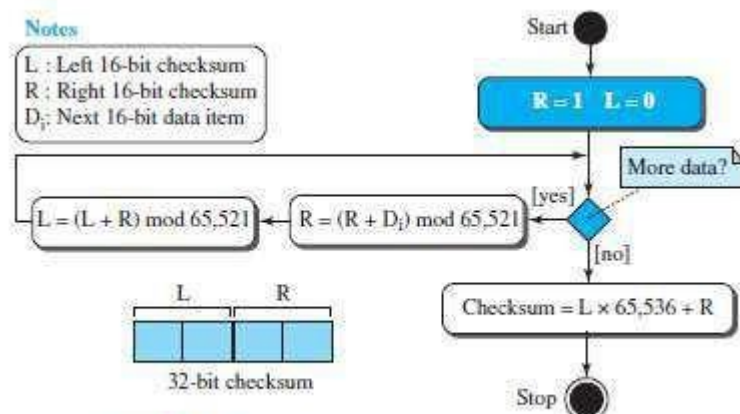 Notes
L : Left 16-bit checksum
R : Right 16-bit checksum
Di: Next 16-bit data item
Start
R = 1 L = 0
More data?
[yes]
R = (R + Di) mod 65,521
L = (L + R) mod 65,521
[no]
Checksum = L × 65,536 + R
L R
32-bit checksum
Stop